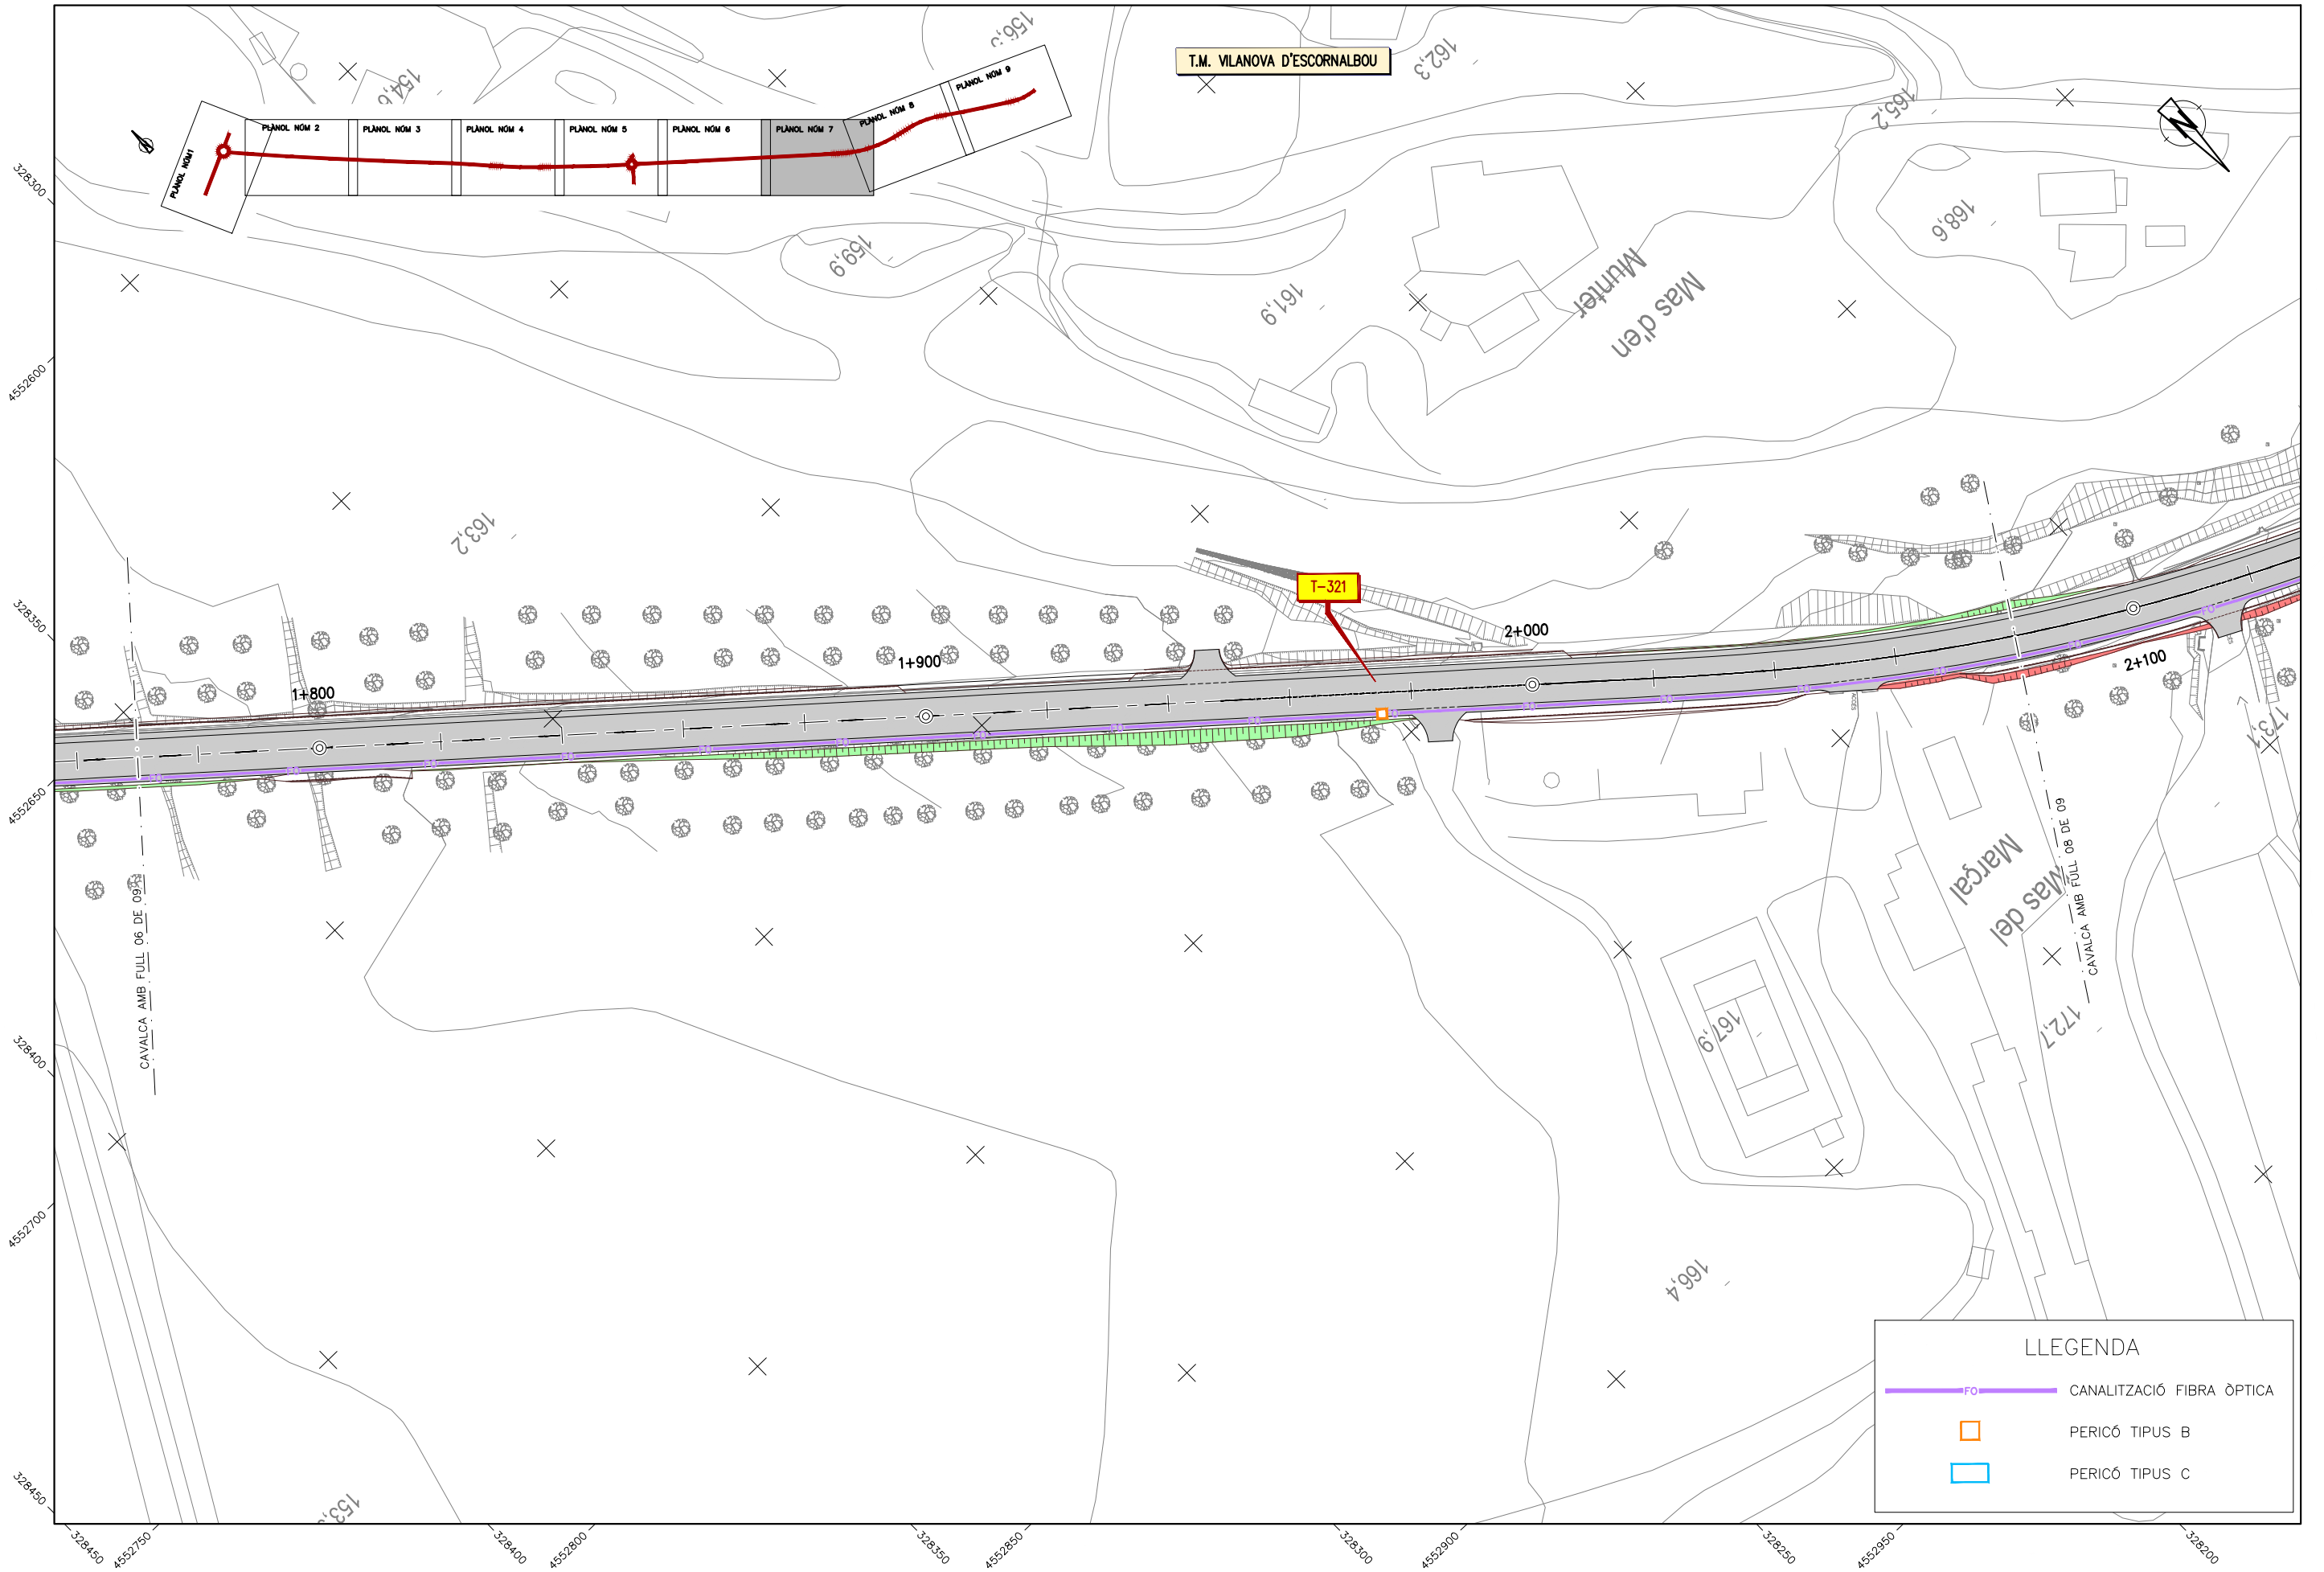 T.M. VILANOVA D'ESCORNALBOU
PLÀNOL NÚM1
PLÀNOL NÚM 2
PLÀNOL NÚM 3
PLÀNOL NÚM 4
PLÀNOL NÚM 5
PLÀNOL NÚM 6
PLÀNOL NÚM 7
PLÀNOL NÚM 8
PLÀNOL NÚM 9
N
162,3
165,2
168,6
159,9
161,9
Mas d'en
Munter
163,2
T-321
1+800
1+900
2+000
2+100
173,1
CAVALCA AMB FULL 06 DE 09
CAVALCA AMB FULL 08 DE 09
Mas del
Marçal
167,9
172,7
166,4
328300
4552600
328350
4552650
328400
4552700
328450
328450
4552750
328400
4552800
328350
4552850
328300
4552900
328250
4552950
328200
LLEGENDA
FO
CANALITZACIÓ FIBRA ÒPTICA
PERICÓ TIPUS B
PERICÓ TIPUS C